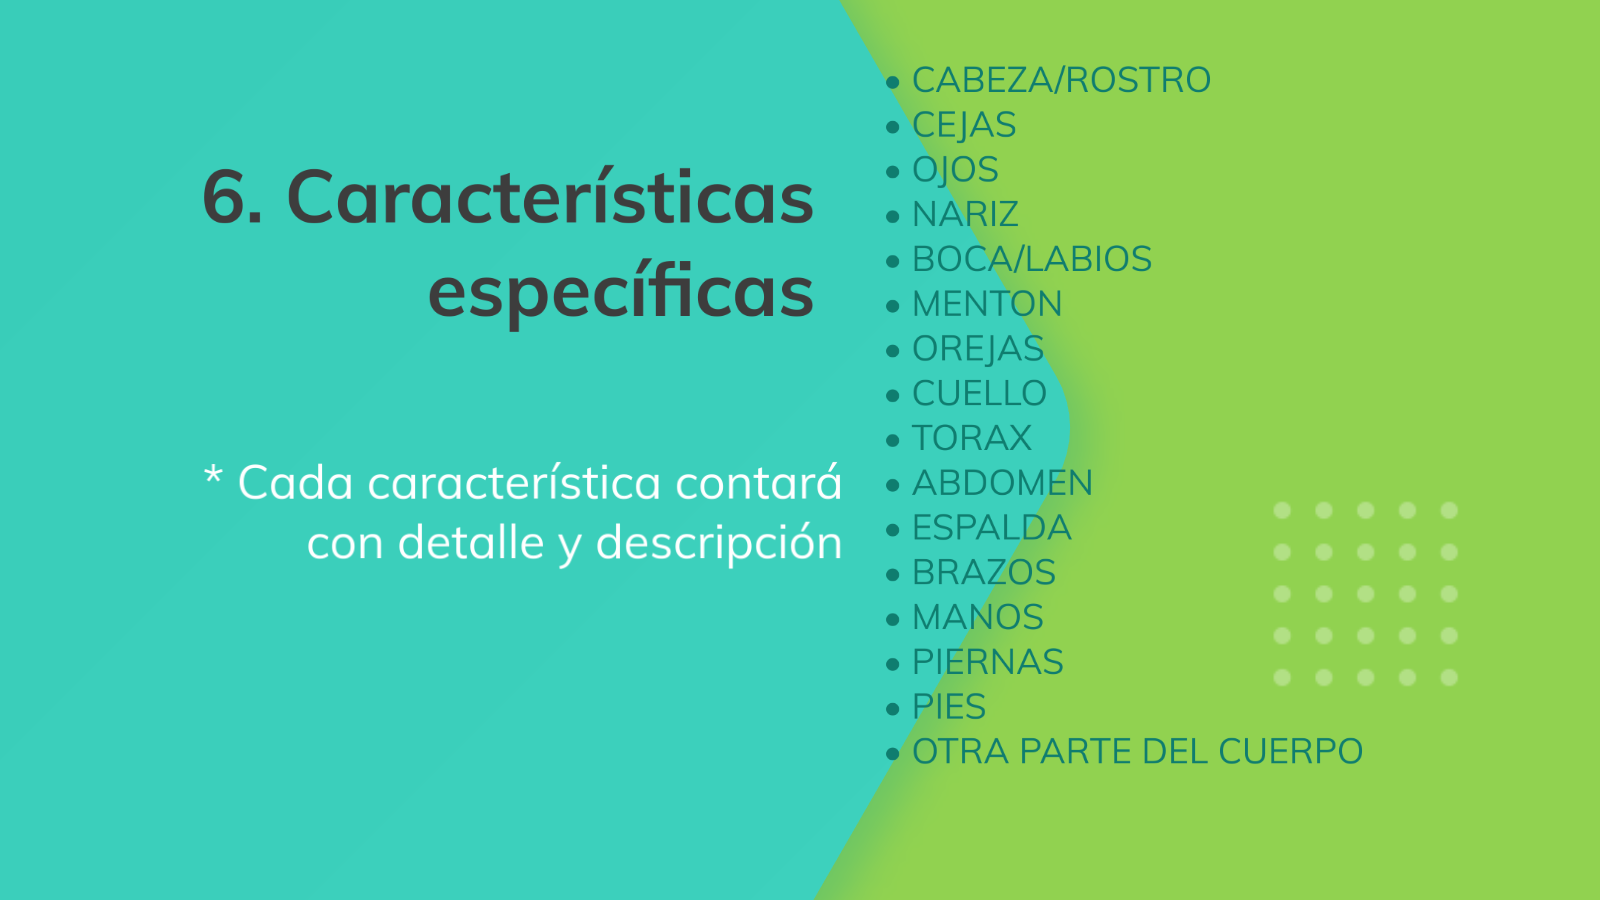 6. Características
específicas
* Cada característica contará
con detalle y descripción
• CABEZA/ROSTRO
• CEJAS
• OJOS
• NARIZ
• BOCA/LABIOS
• MENTON
• OREJAS
• CUELLO
• TORAX
• ABDOMEN
• ESPALDA
• BRAZOS
• MANOS
• PIERNAS
• PIES
• OTRA PARTE DEL CUERPO